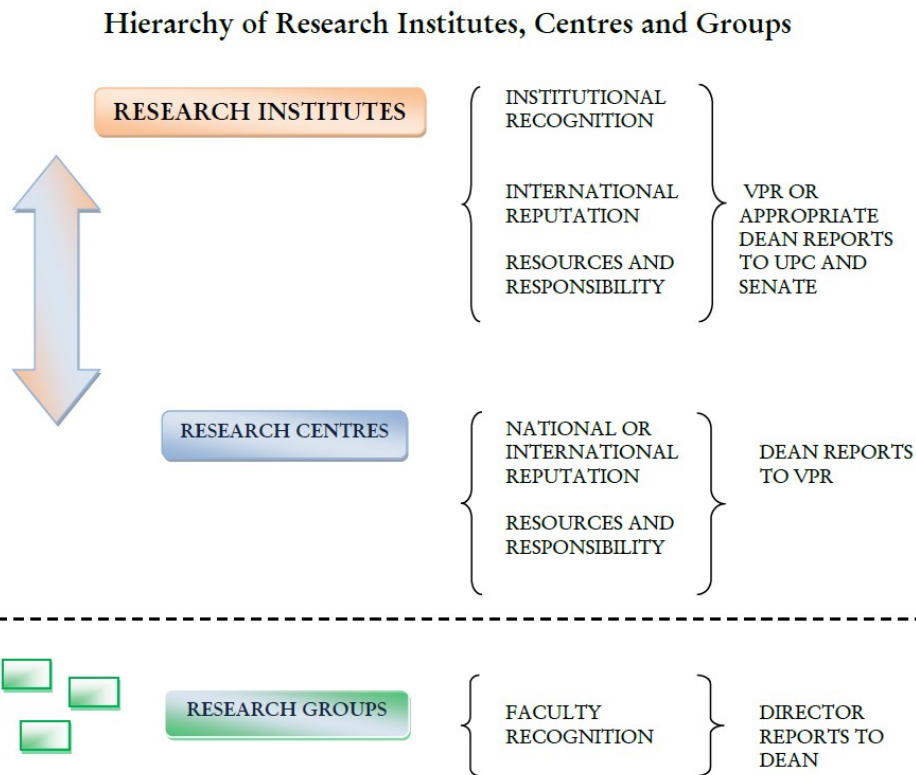 Hierarchy of Research Institutes, Centres and Groups
RESEARCH INSTITUTES
INSTITUTIONAL
RECOGNITION
INTERNATIONAL
REPUTATION
RESOURCES AND
RESPONSIBILITY
VPR OR
APPROPRIATE
DEAN REPORTS
TO UPC AND
SENATE
RESEARCH CENTRES
NATIONAL OR
INTERNATIONAL
REPUTATION
RESOURCES AND
RESPONSIBILITY
DEAN REPORTS
TO VPR
RESEARCH GROUPS
FACULTY
RECOGNITION
DIRECTOR
REPORTS TO
DEAN